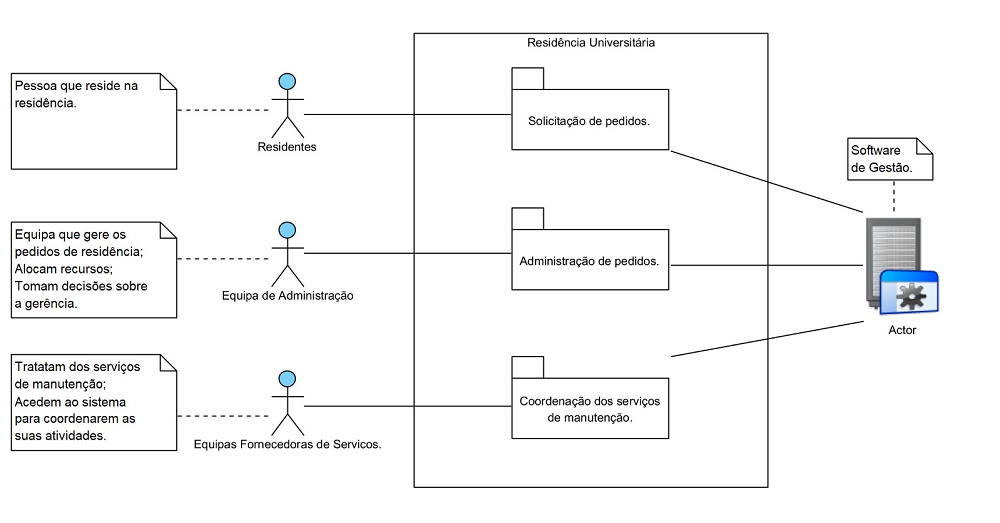 Residência Universitária
Pessoa que reside na
residência.
Residentes
Solicitação de pedidos.
Software
de Gestão.
Equipa que gere os
pedidos de residência;
Alocam recursos;
Tomam decisões sobre
a gerência.
Equipa de Administração
Administração de pedidos.
Actor
Tratatam dos serviços
de manutenção;
Acedem ao sistema
para coordenarem as
suas atividades.
Equipas Fornecedoras de Servicos.
Coordenação dos serviços
de manutenção.